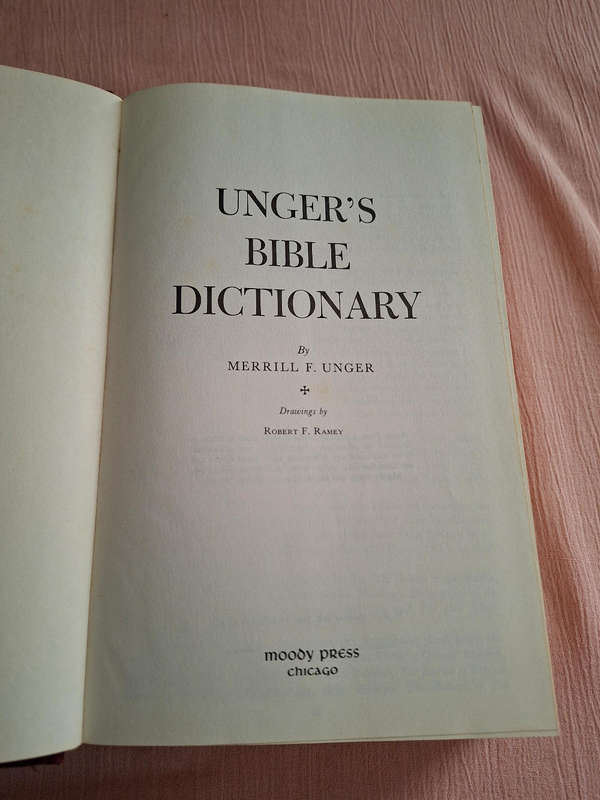 UNGER'S
BIBLE
DICTIONARY
By
MERRILL F. UNGER
Drawings by
ROBERT F. RAMEY
MOODY PRESS
CHICAGO